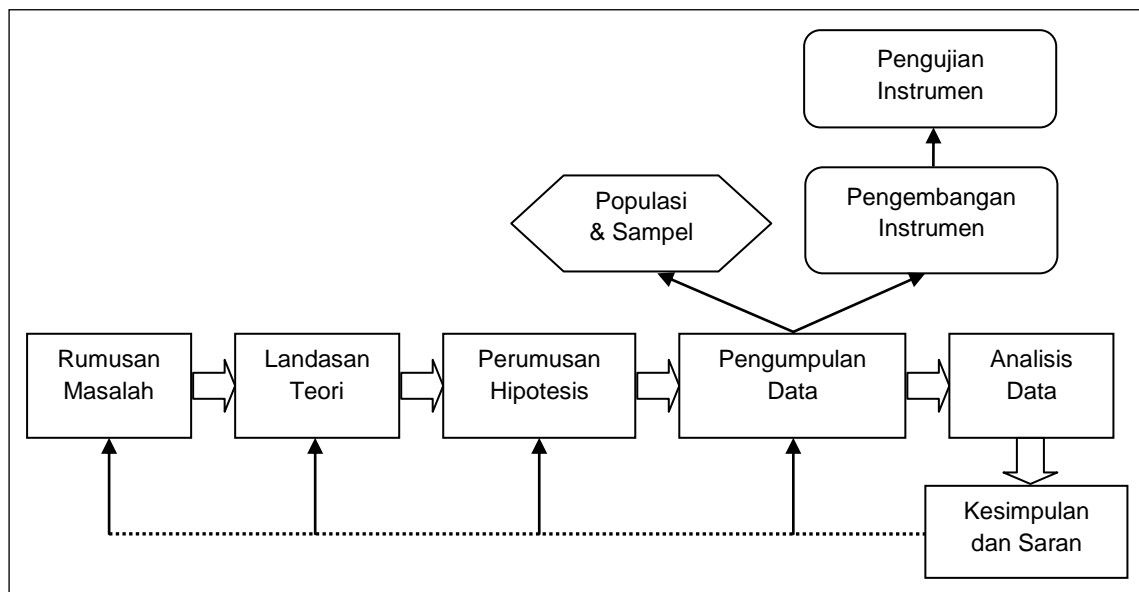 Pengujian
Instrumen
Populasi
& Sampel
Pengembangan
Instrumen
Rumusan
Masalah
Landasan
Teori
Perumusan
Hipotesis
Pengumpulan
Data
Analisis
Data
Kesimpulan
dan Saran